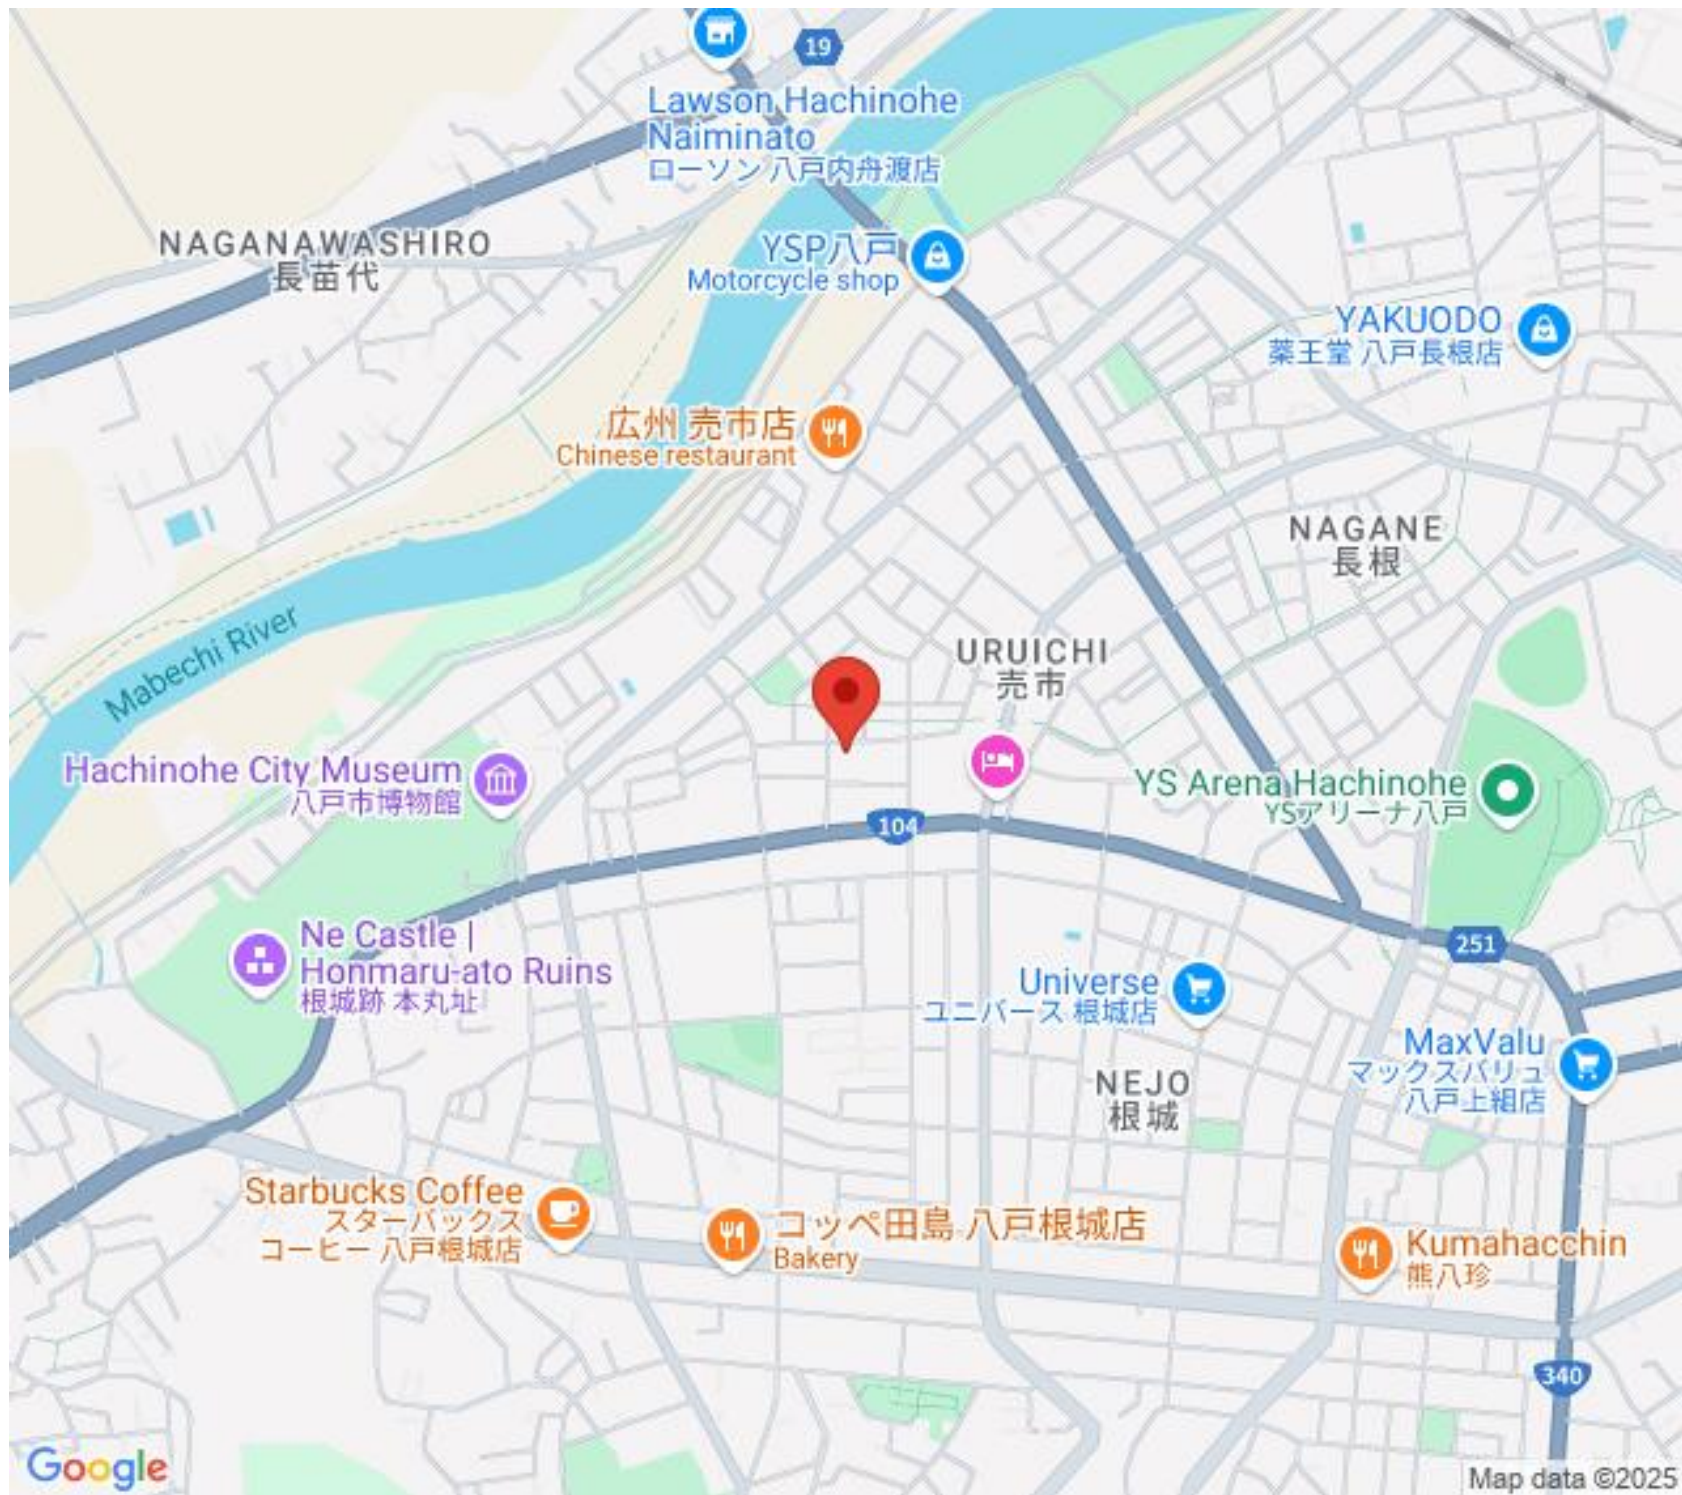 19
Lawson Hachinohe
Naiminato
ローソン 八戸内舟渡店
NAGANAWASHIRO
長苗代
YSP八戸
Motorcycle shop
YAKUODO
薬王堂 八戸長根店
広州 売市店
Chinese restaurant
NAGANE
長根
Mabechi River
URUICHI
売市
Hachinohe City Museum
八戸市博物館
YS Arena Hachinohe
YSアリーナ八戸
104
Ne Castle |
Honmaru-ato Ruins
根城跡 本丸址
251
Universe
ユニバース 根城店
MaxValu
マックスバリュ
八戸上組店
NEJO
根城
Starbucks Coffee
スターバックス
コーヒー 八戸根城店
コッペ田島 八戸根城店
Bakery
Kumahacchin
熊八珍
340
Google
Map data ©2025